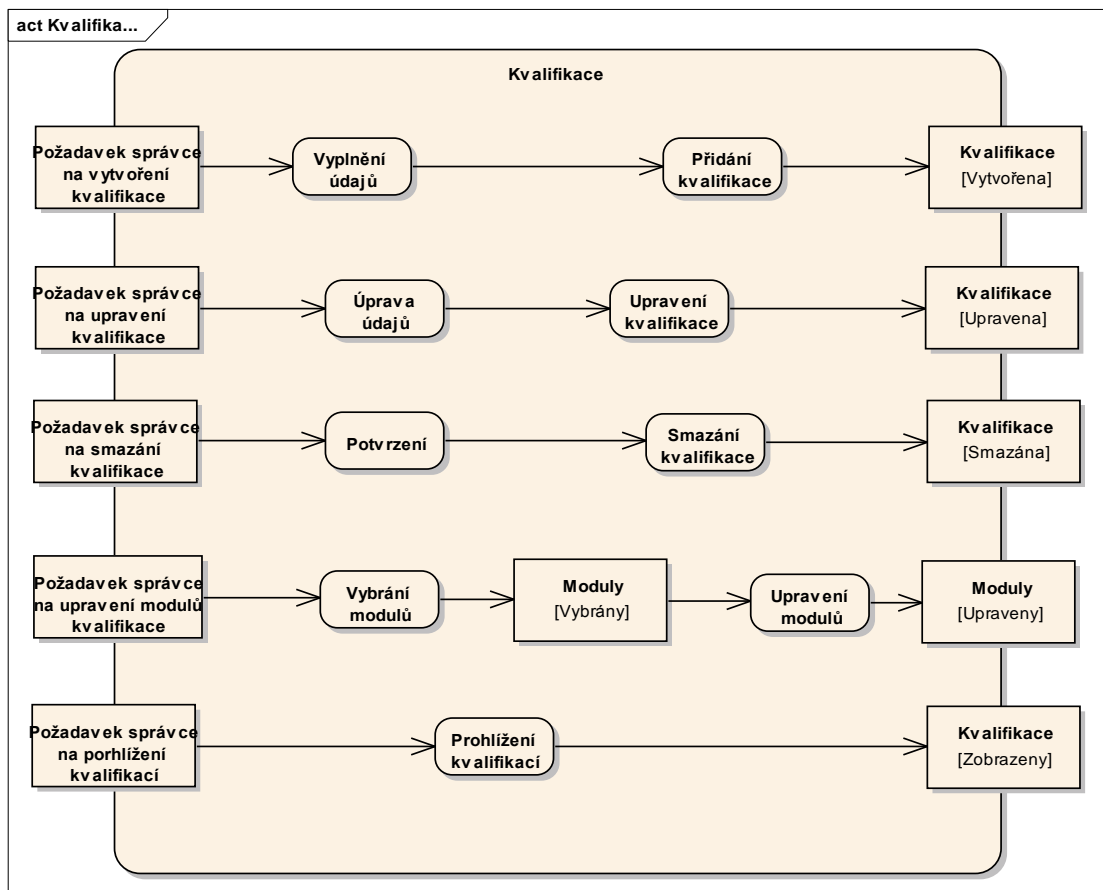 act Kvalifika...
Kvalifikace
Požadavek správce
na vytvoření
kvalifikace
Vyplnění
údajů
Přidání
kvalifikace
Kvalifikace
[Vytvořena]
Požadavek správce
na upravení
kvalifikace
Úprava
údajů
Upravení
kvalifikace
Kvalifikace
[Upravena]
Požadavek správce
na smazání
kvalifikace
Potvrzení
Smazání
kvalifikace
Kvalifikace
[Smazána]
Požadavek správce
na upravení modulů
kvalifikace
Vybrání
modulů
Moduly
[Vybrány]
Upravení
modulů
Moduly
[Upraveny]
Požadavek správce
na porhlížení
kvalifikací
Prohlížení
kvalifikací
Kvalifikace
[Zobrazeny]